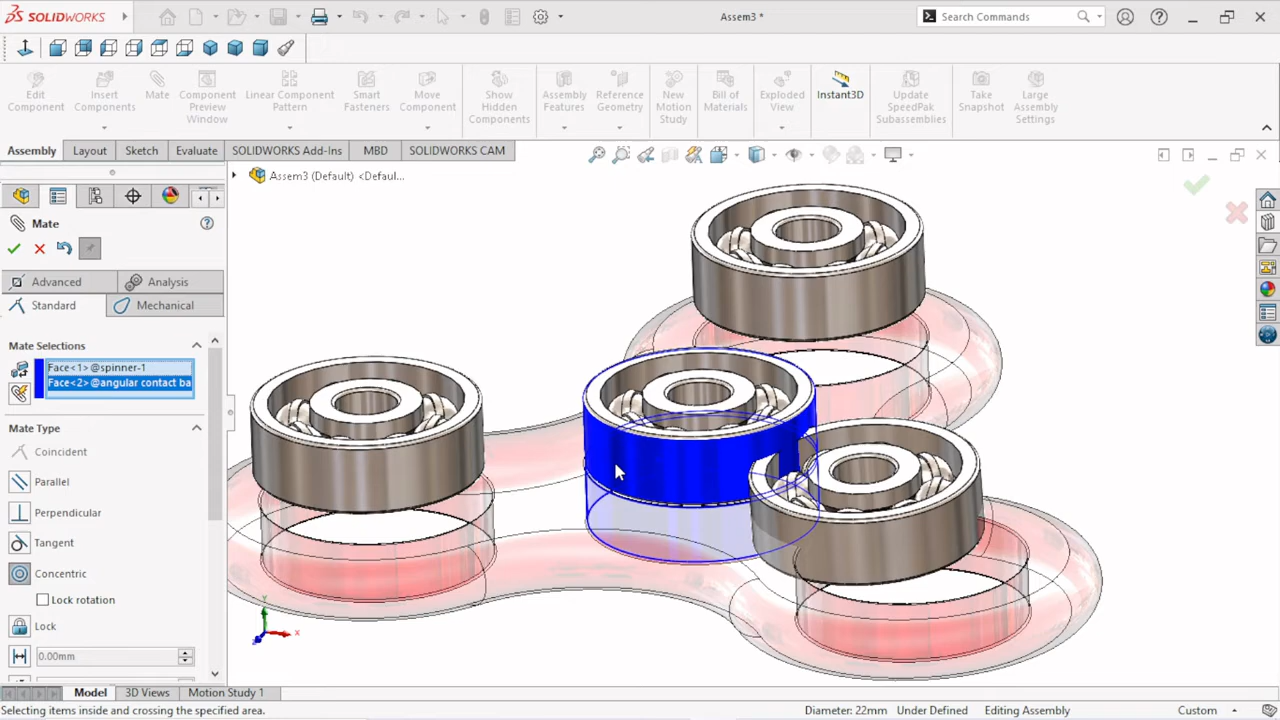 SOLIDWORKS
Assem3 *
Search Commands
Edit
Component
Insert
Components
Mate
Component
Preview
Window
Linear Component
Pattern
Smart
Fasteners
Move
Component
Show
Hidden
Components
Assembly
Features
Reference
Geometry
New
Motion
Study
Bill of
Materials
Exploded
View
Instant3D
Update
SpeedPak
Subassemblies
Take
Snapshot
Large
Assembly
Settings
Assembly
Layout
Sketch
Evaluate
SOLIDWORKS Add-Ins
MBD
SOLIDWORKS CAM
Assem3 (Default) <Defaul...
Mate
Advanced
Analysis
Standard
Mechanical
Mate Selections
Face<1> @spinner-1
Face<2> @angular contact ba
Mate Type
Coincident
Parallel
Perpendicular
Tangent
Concentric
Lock rotation
Lock
0.00mm
Y
X
Z
Model
3D Views
Motion Study 1
Selecting items inside and crossing the specified area.
Diameter: 22mm
Under Defined
Editing Assembly
Custom